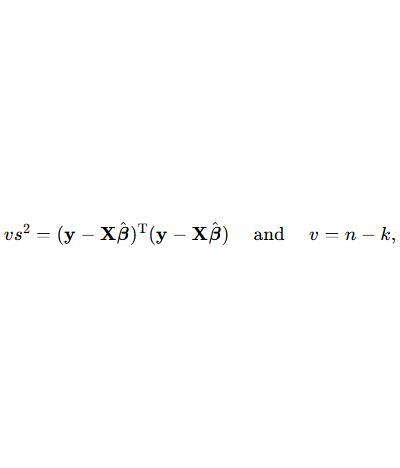 vs² = (y − Xβ̂)ᵀ(y − Xβ̂) and v = n − k,